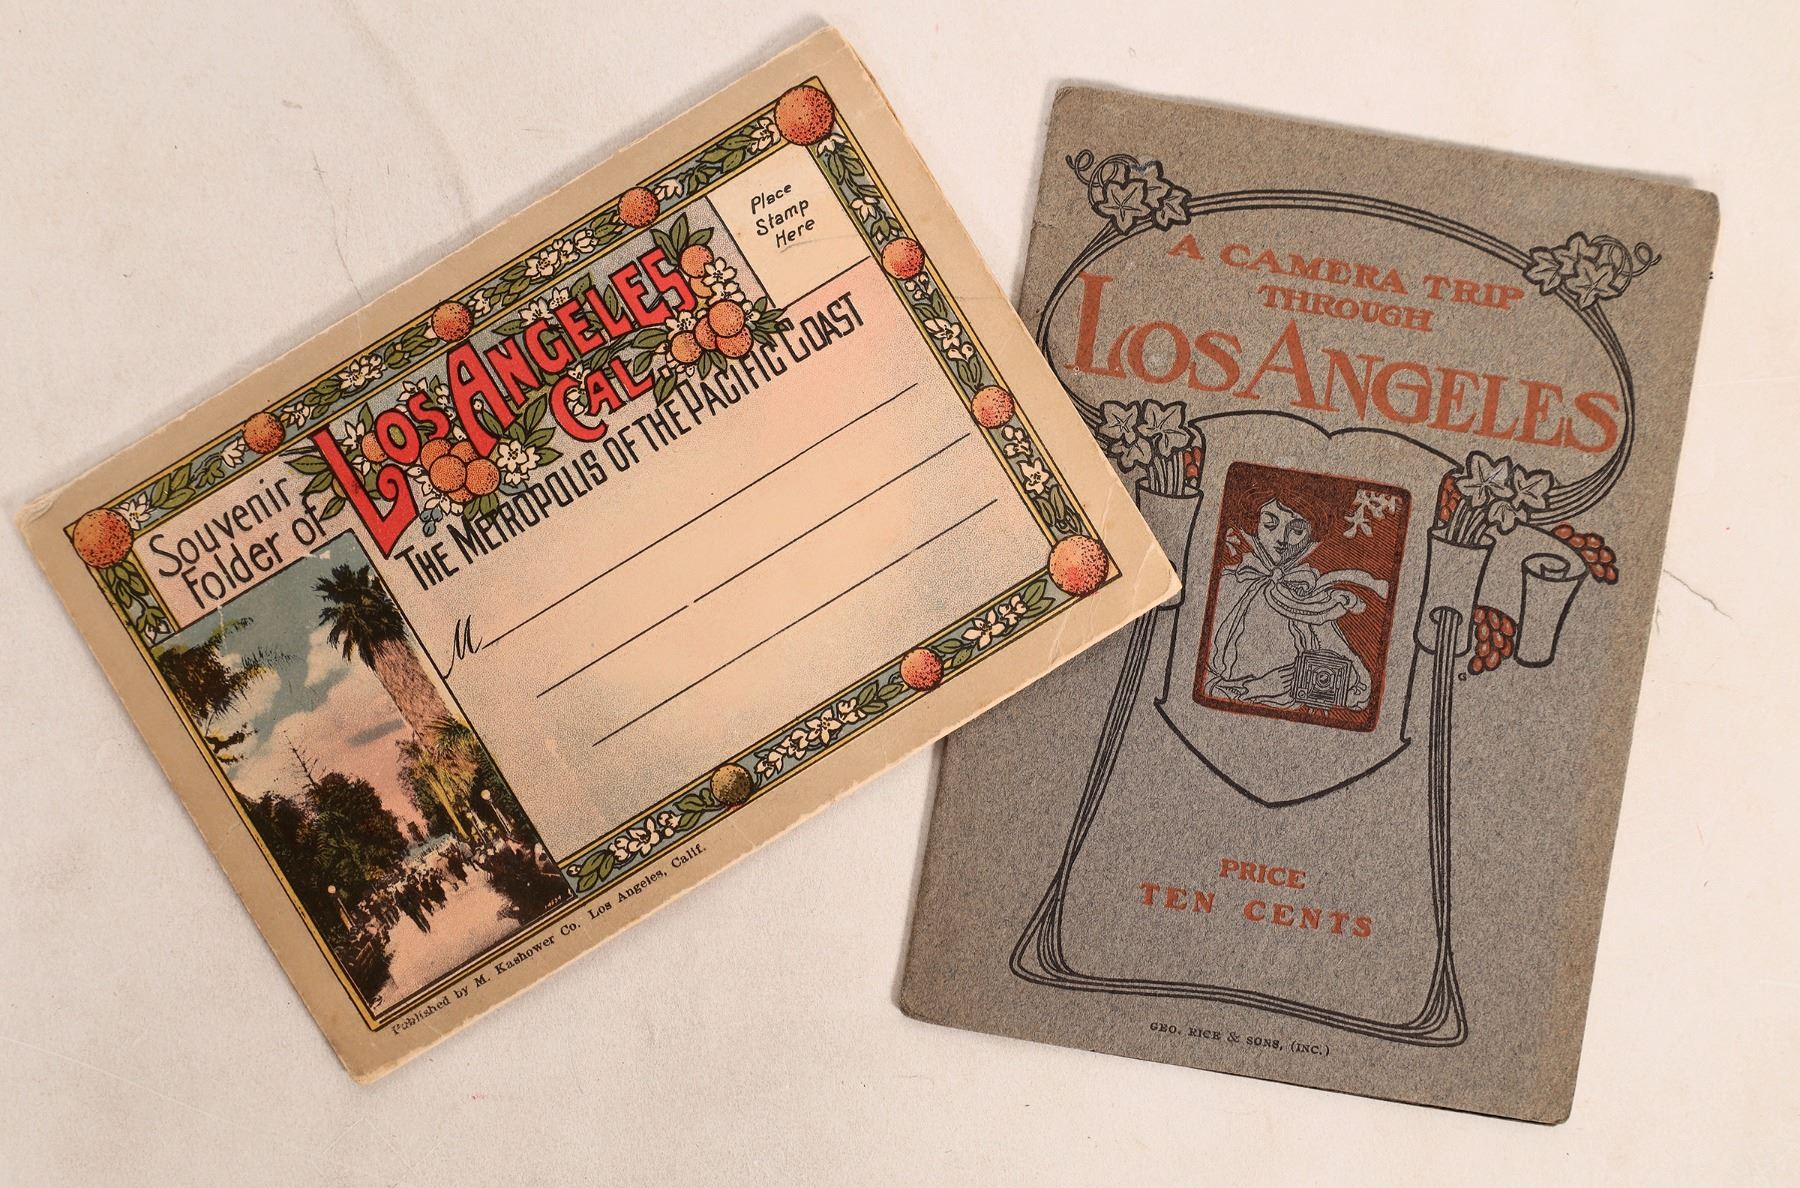 Souvenir
Folder of
LOS ANGELES
CAL.
THE METROPOLIS OF THE PACIFIC COAST
Place
Stamp
Here
M
Published by M. Kashower Co. Los Angeles, Calif.
A CAMERA TRIP
THROUGH
LOS ANGELES
PRICE
TEN CENTS
GEO. RICE & SONS, (INC.)